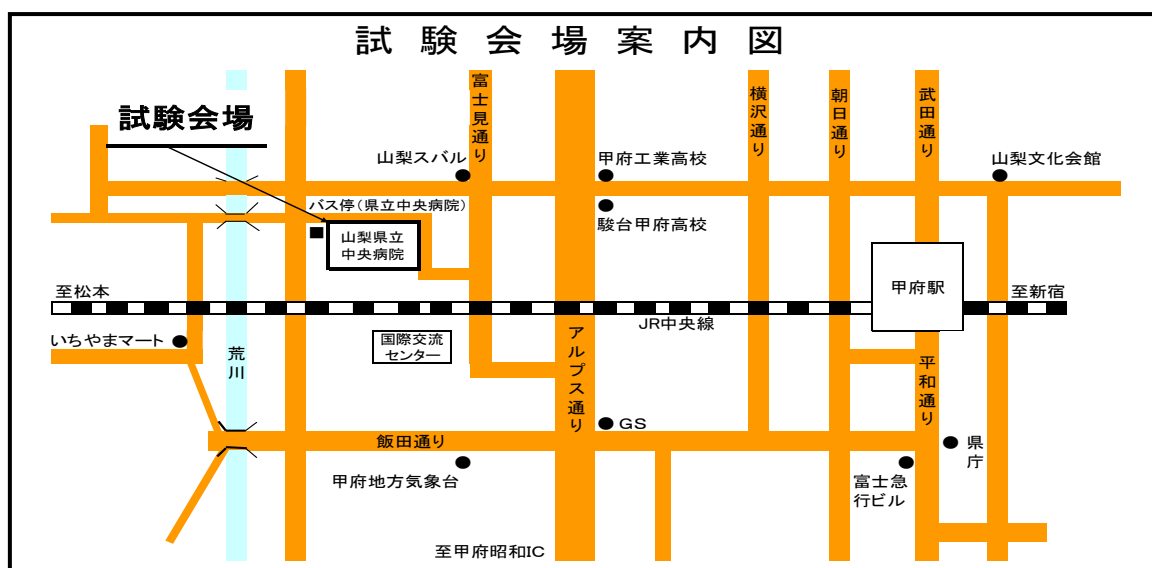 試験会場案内図
試験会場
富士見通り
横沢通り
朝日通り
武田通り
山梨スバル
甲府工業高校
山梨文化会館
バス停(県立中央病院)
駿台甲府高校
山梨県立
中央病院
甲府駅
至松本
至新宿
JR中央線
いちやまマート
荒川
国際交流
センター
アルプス通り
平和通り
GS
飯田通り
県庁
甲府地方気象台
富士急
行ビル
至甲府昭和IC